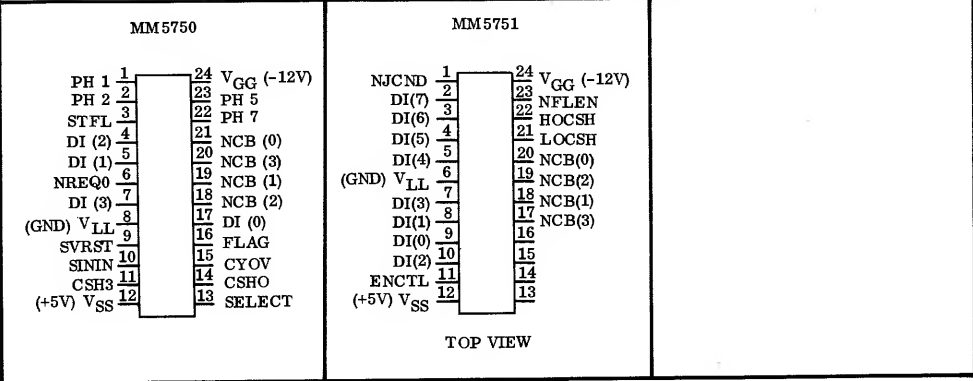 MM5750
PH 1 1
PH 2 2
STFL 3
DI (2) 4
DI (1) 5
NREQ0 6
DI (3) 7
(GND) VLL 8
SVRST 9
SININ 10
CSH3 11
(+5V) VSS 12
24 VGG (-12V)
23 PH 5
22 PH 7
21 NCB (0)
20 NCB (3)
19 NCB (1)
18 NCB (2)
17 DI (0)
16 FLAG
15 CYOV
14 CSHO
13 SELECT
MM5751
NJCND 1
DI(7) 2
DI(6) 3
DI(5) 4
DI(4) 5
(GND) VLL 6
DI(3) 7
DI(1) 8
DI(0) 9
DI(2) 10
ENCTL 11
(+5V) VSS 12
24 VGG (-12V)
23 NFLEN
22 HOCSH
21 LOCSH
20 NCB(0)
19 NCB(2)
18 NCB(1)
17 NCB(3)
16
15
14
13
TOP VIEW